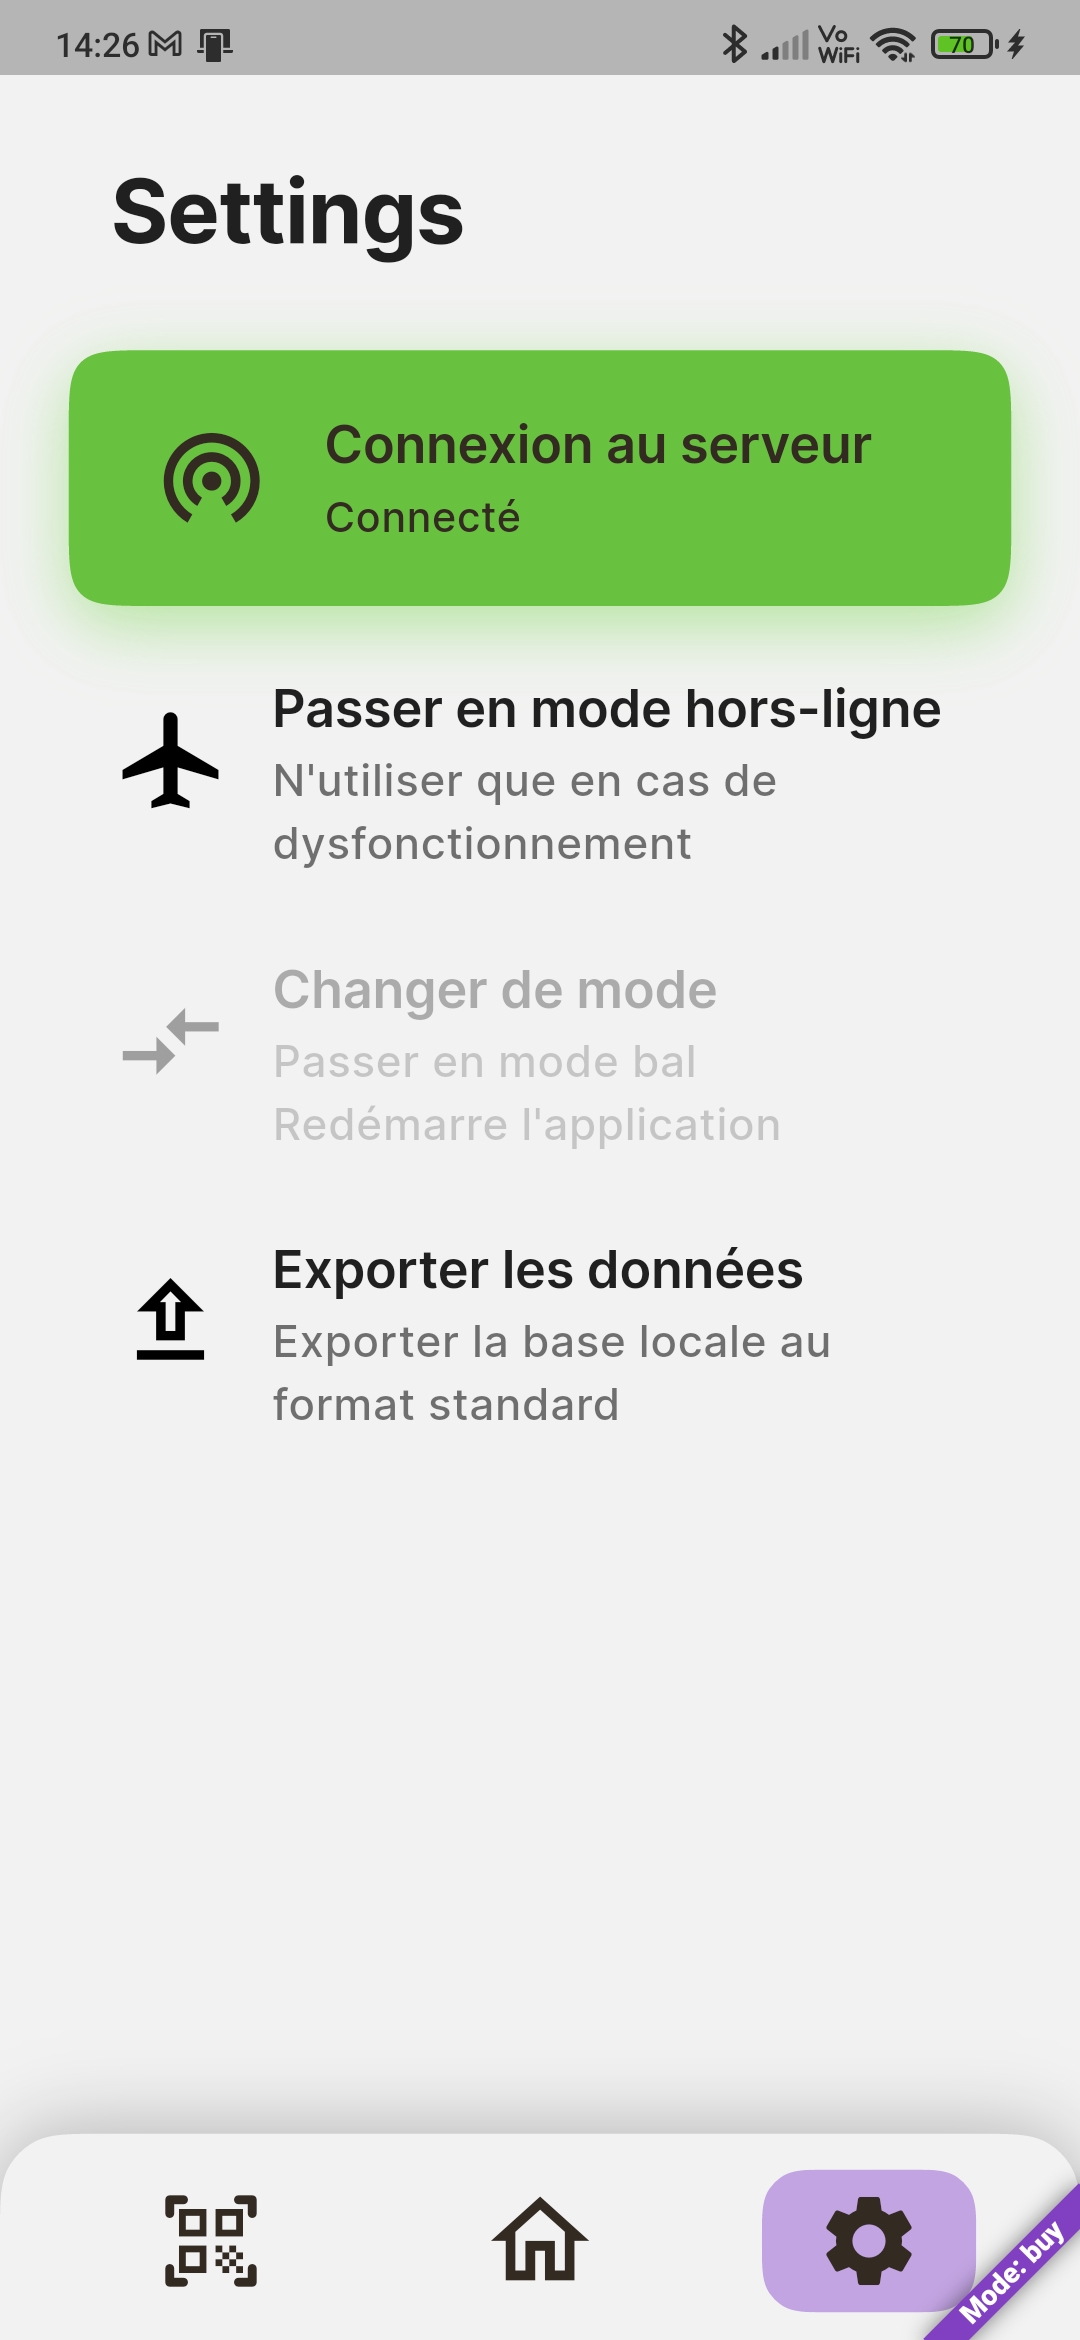 14:26
Vo
WiFi
70
Settings
Connexion au serveur
Connecté
Passer en mode hors-ligne
N'utiliser que en cas de
dysfonctionnement
Changer de mode
Passer en mode bal
Redémarre l'application
Exporter les données
Exporter la base locale au
format standard
Mode: buy